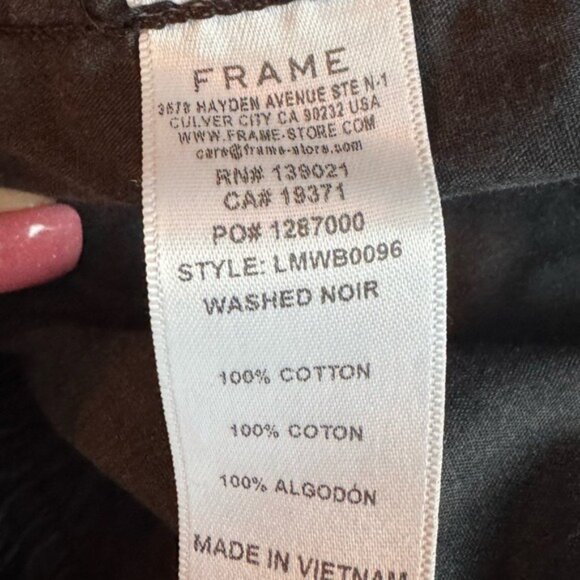 FRAME
3578 HAYDEN AVENUE STE N-1
CULVER CITY CA 90232 USA
WWW.FRAME-STORE.COM
care@frame-store.com
RN# 139021
CA# 19371
PO# 1287000
STYLE: LMWB0096
WASHED NOIR
100% COTTON
100% COTON
100% ALGODÓN
MADE IN VIETNAM